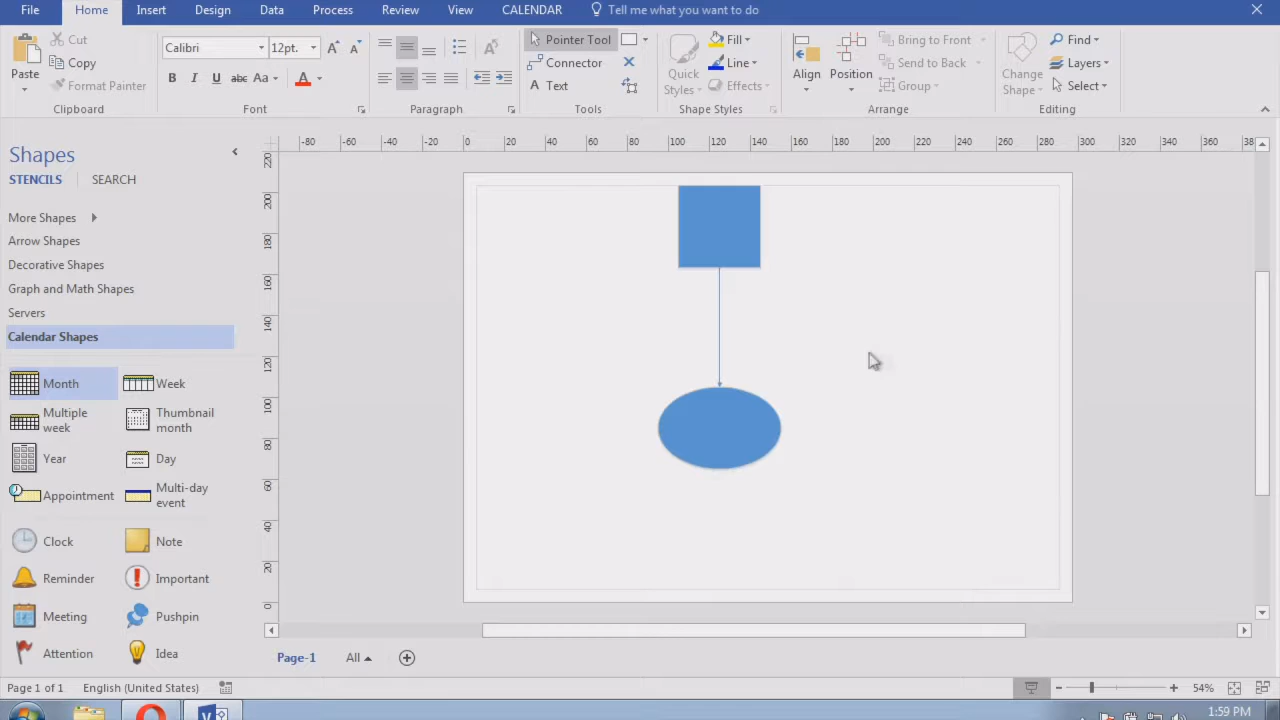 File Home Insert Design Data Process Review View CALENDAR Tell me what you want to do
Paste
Cut
Copy
Format Painter
Clipboard
Calibri 12pt.
B I U abc Aa A
Font
Paragraph
Pointer Tool
Connector
A Text
Tools
Quick Styles
Fill
Line
Effects
Shape Styles
Align
Position
Bring to Front
Send to Back
Group
Arrange
Change Shape
Find
Layers
Select
Editing
Shapes
STENCILS SEARCH
More Shapes
Arrow Shapes
Decorative Shapes
Graph and Math Shapes
Servers
Calendar Shapes
Month Week
Multiple week Thumbnail month
Year Day
Appointment Multi-day event
Clock Note
Reminder Important
Meeting Pushpin
Attention Idea
-80 -60 -40 -20 0 20 40 60 80 100 120 140 160 180 200 220 240 260 280 300 320 340 360 38
220
200
180
160
140
120
100
80
60
40
20
0
Page-1 All
Page 1 of 1 English (United States) 54%
1:59 PM